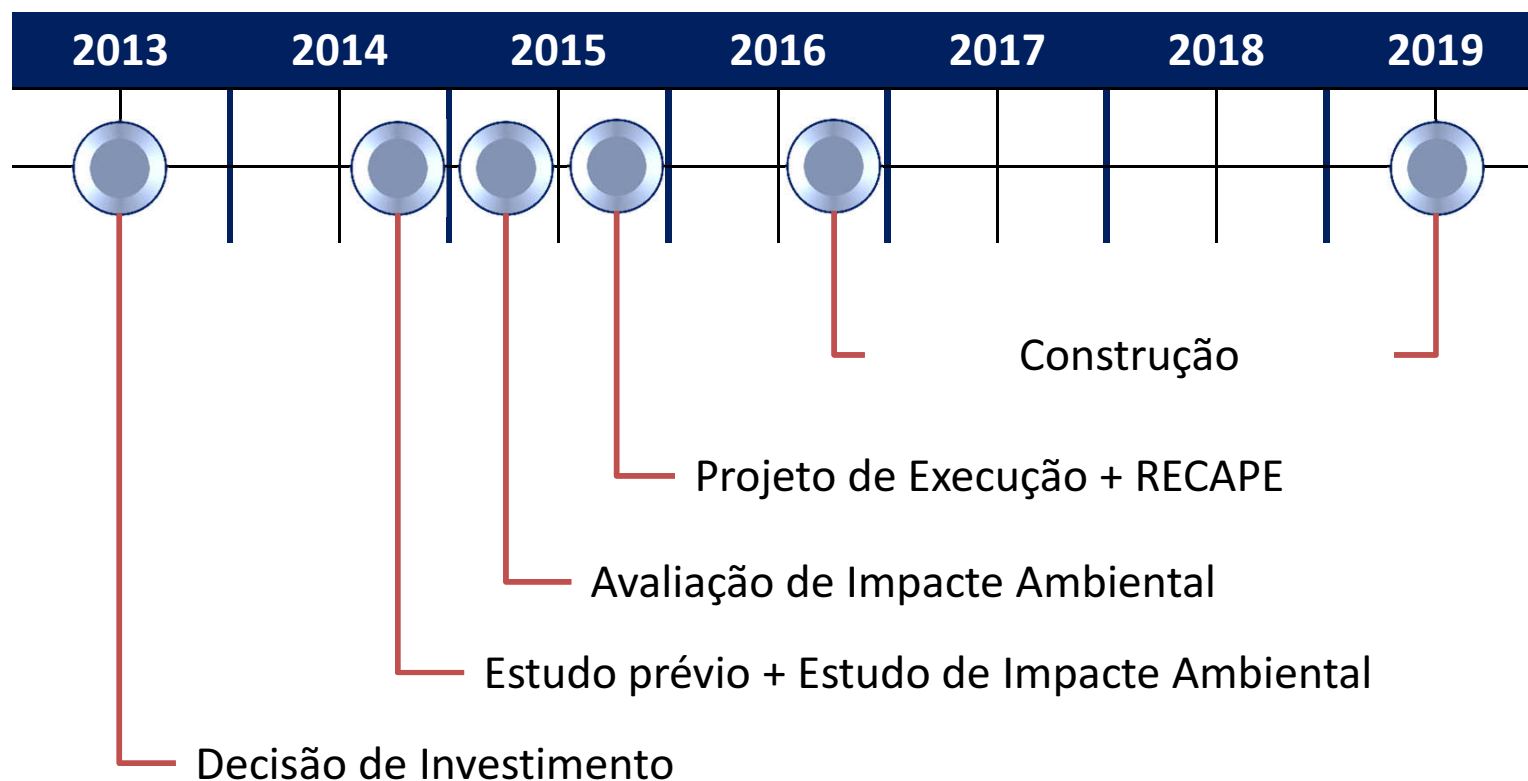 2013 2014 2015 2016 2017 2018 2019
Construção
Projeto de Execução + RECAPE
Avaliação de Impacte Ambiental
Estudo prévio + Estudo de Impacte Ambiental
Decisão de Investimento